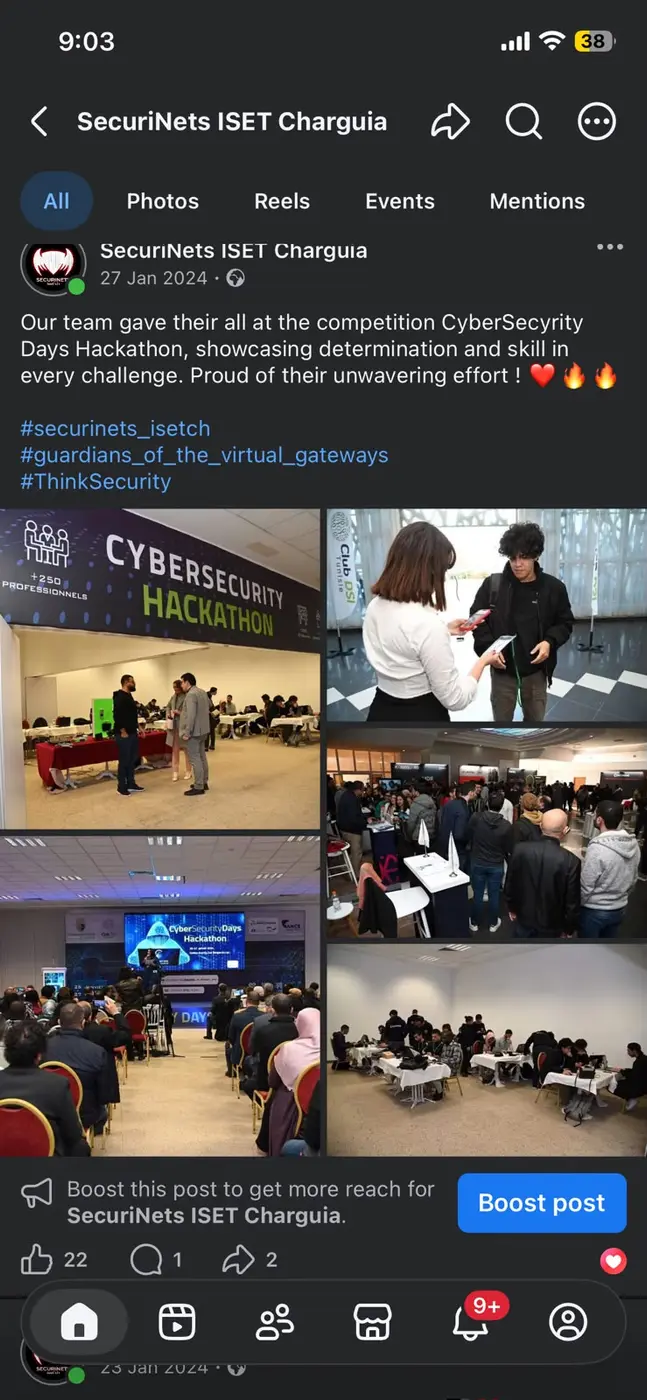 9:03
38
SecuriNets ISET Charguia
All
Photos
Reels
Events
Mentions
SecuriNets ISET Charguia
27 Jan 2024 ·
Our team gave their all at the competition CyberSecyrity
Days Hackathon, showcasing determination and skill in
every challenge. Proud of their unwavering effort ! ❤️ 🔥 🔥
#securinets_isetch
#guardians_of_the_virtual_gateways
#ThinkSecurity
+250
PROFESSIONNELS
CYBERSECURITY
HACKATHON
Club DSI
Tunisie
CyberSecurityDays
Hackathon
Y DAYS
Boost this post to get more reach for
SecuriNets ISET Charguia.
Boost post
22
1
2
9+
23 Jan 2024 ·